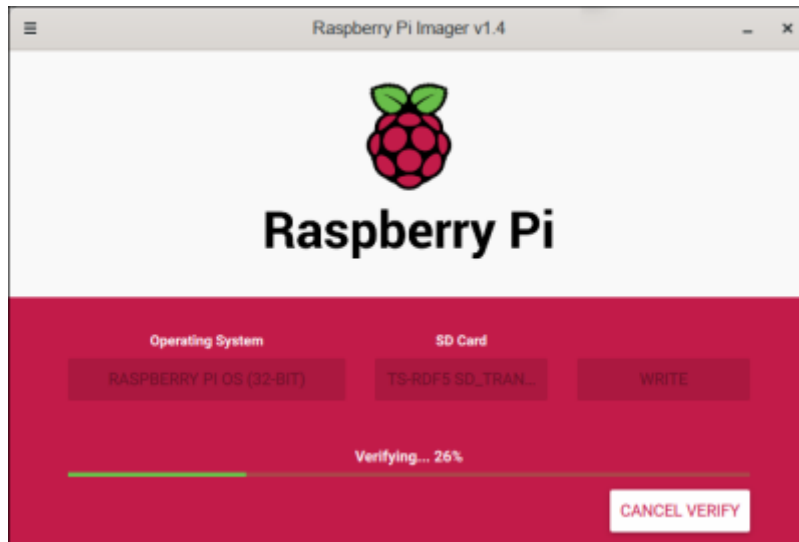 Raspberry Pi Imager v1.4
Raspberry Pi
Operating System
SD Card
RASPBERRY PI OS (32-BIT)
TS-RDF5 SD_TRAN...
WRITE
Verifying... 26%
CANCEL VERIFY